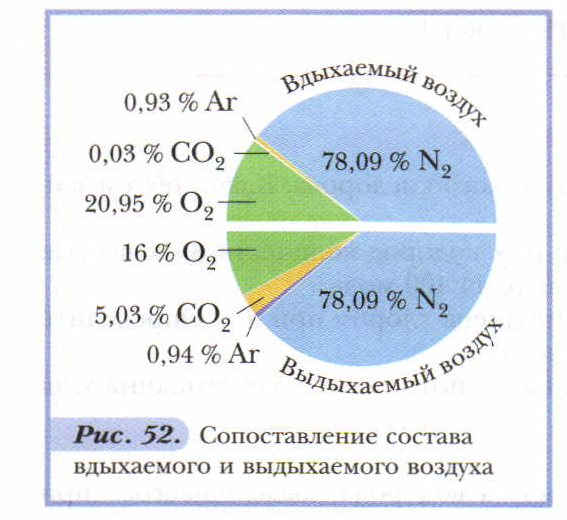 Вдыхаемый воздух
0,93 % Ar
0,03 % CO₂
78,09 % N₂
20,95 % O₂
16 % O₂
78,09 % N₂
5,03 % CO₂
0,94 % Ar
Выдыхаемый воздух
Рис. 52. Сопоставление состава
вдыхаемого и выдыхаемого воздуха